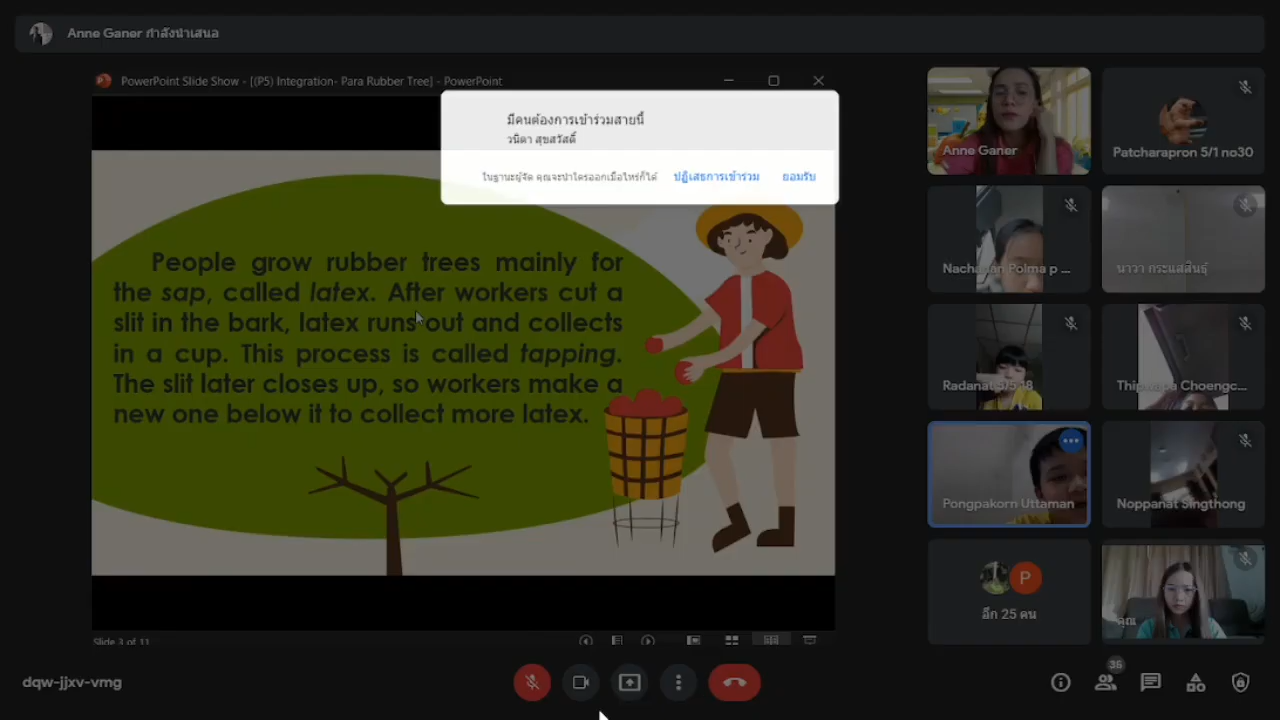 Anne Ganer กำลังนำเสนอ
PowerPoint Slide Show - [(P5) Integration- Para Rubber Tree] - PowerPoint
มีคนต้องการเข้าร่วมสายนี้
วนิดา สุขสวัสดิ์
ในฐานะผู้จัด คุณจะนำใครออกเมื่อไหร่ก็ได้
ปฏิเสธการเข้าร่วม
ยอมรับ
People grow rubber trees mainly for
the sap, called latex. After workers cut a
slit in the bark, latex runs out and collects
in a cup. This process is called tapping.
The slit later closes up, so workers make a
new one below it to collect more latex.
Slide 3 of 11
Anne Ganer
Patcharapron 5/1 no30
Polma p ...
นาวา กระแสสินธุ์
Radanat 5/5 18
Choengc...
Pongpakorn Uttaman
Noppanat Singthong
P
อีก 25 คน
คุณ
dqw-jjxv-vmg
36